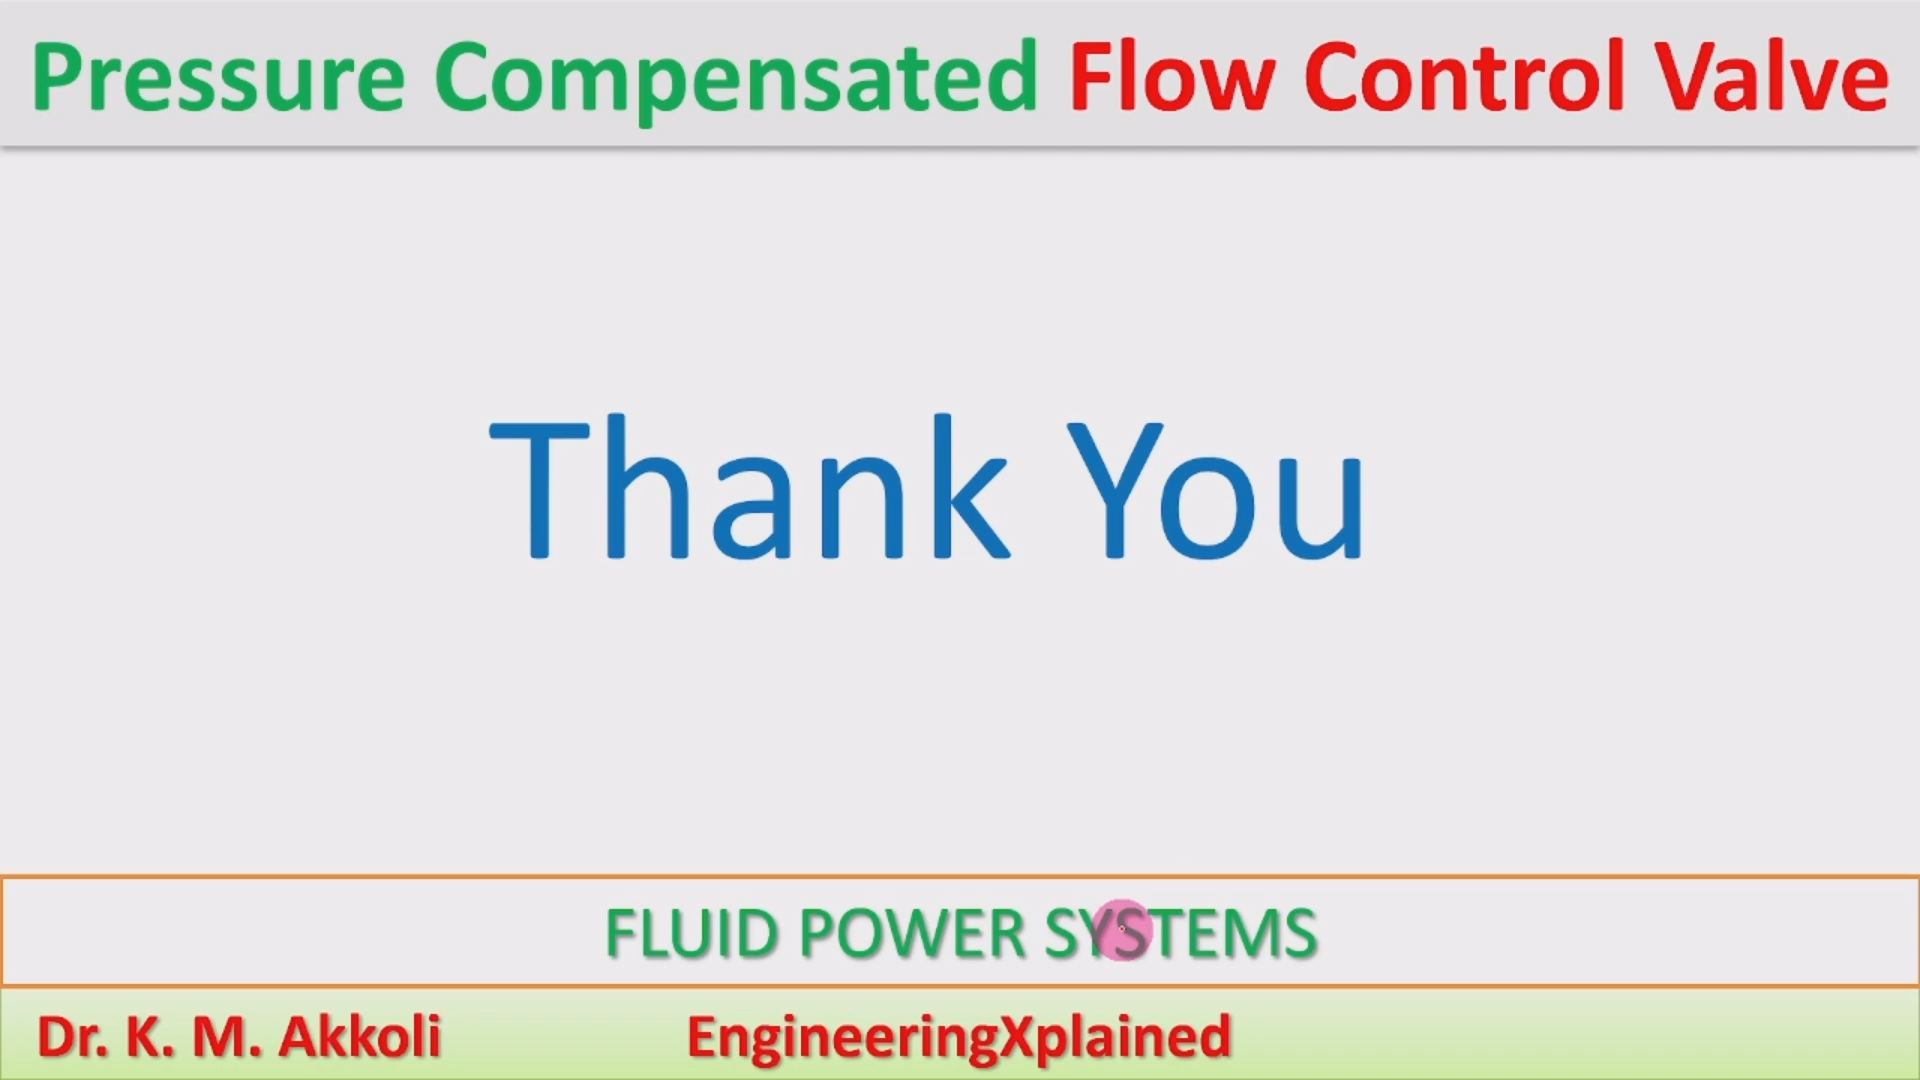 Pressure Compensated Flow Control Valve
Thank You
FLUID POWER SYSTEMS
Dr. K. M. Akkoli EngineeringXplained